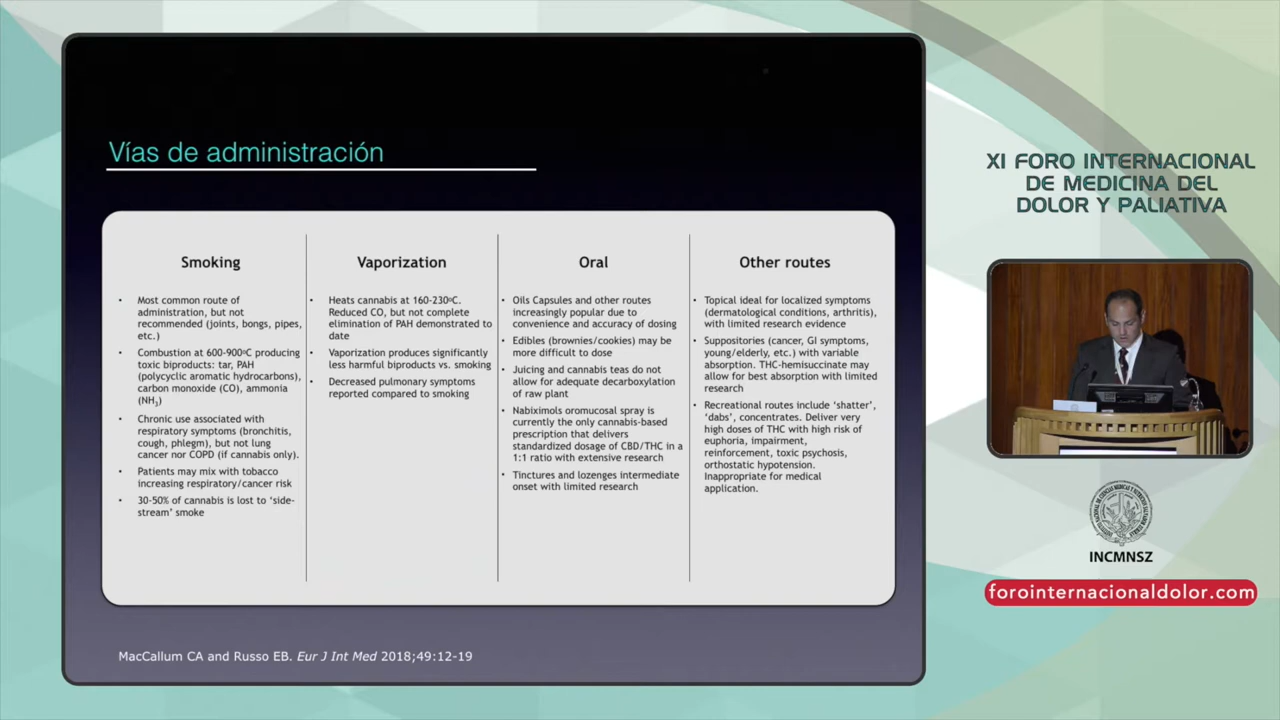 Vías de administración
Smoking
• Most common route of
administration, but not
recommended (joints, bongs, pipes,
etc.)
• Combustion at 600-900ºC producing
toxic biproducts: tar, PAH
(polycyclic aromatic hydrocarbons),
carbon monoxide (CO), ammonia
(NH3)
• Chronic use associated with
respiratory symptoms (bronchitis,
cough, phlegm), but not lung
cancer nor COPD (if cannabis only).
• Patients may mix with tobacco
increasing respiratory/cancer risk
• 30-50% of cannabis is lost to ‘side-
stream’ smoke
Vaporization
• Heats cannabis at 160-230ºC.
Reduced CO, but not complete
elimination of PAH demonstrated to
date
• Vaporization produces significantly
less harmful biproducts vs. smoking
• Decreased pulmonary symptoms
reported compared to smoking
Oral
• Oils Capsules and other routes
increasingly popular due to
convenience and accuracy of dosing
• Edibles (brownies/cookies) may be
more difficult to dose
• Juicing and cannabis teas do not
allow for adequate decarboxylation
of raw plant
• Nabiximols oromucosal spray is
currently the only cannabis-based
prescription that delivers
standardized dosage of CBD/THC in a
1:1 ratio with extensive research
• Tinctures and lozenges intermediate
onset with limited research
Other routes
• Topical ideal for localized symptoms
(dermatological conditions, arthritis),
with limited research evidence
• Suppositories (cancer, GI symptoms,
young/elderly, etc.) with variable
absorption. THC-hemisuccinate may
allow for best absorption with limited
research
• Recreational routes include ‘shatter’,
‘dabs’, concentrates. Deliver very
high doses of THC with high risk of
euphoria, impairment,
reinforcement, toxic psychosis,
orthostatic hypotension.
Inappropriate for medical
application.
MacCallum CA and Russo EB. Eur J Int Med 2018;49:12-19
XI FORO INTERNACIONAL
DE MEDICINA DEL
DOLOR Y PALIATIVA
INCMNSZ
forointernacionaldolor.com